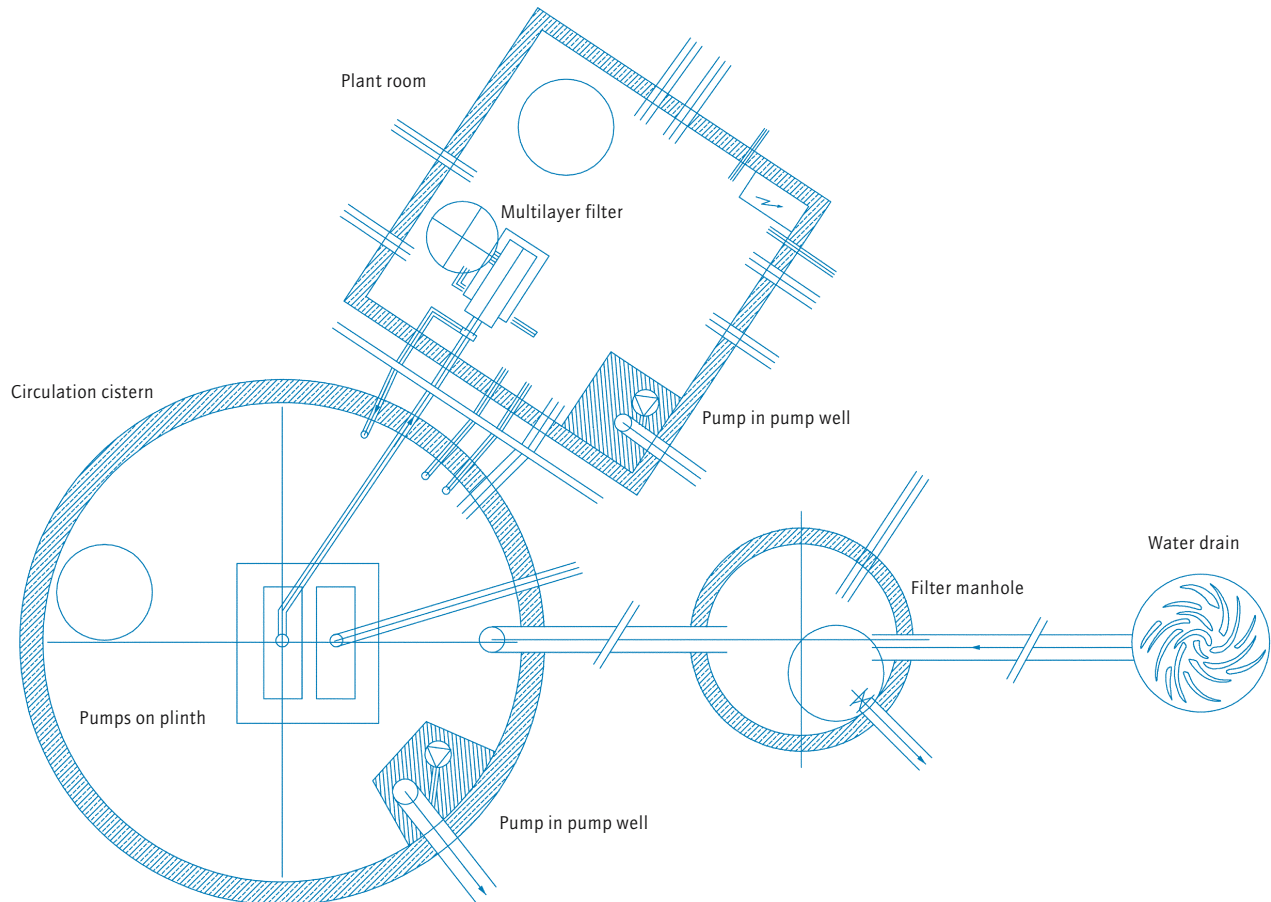 Plant room
Multilayer filter
Circulation cistern
Pump in pump well
Water drain
Filter manhole
Pumps on plinth
Pump in pump well